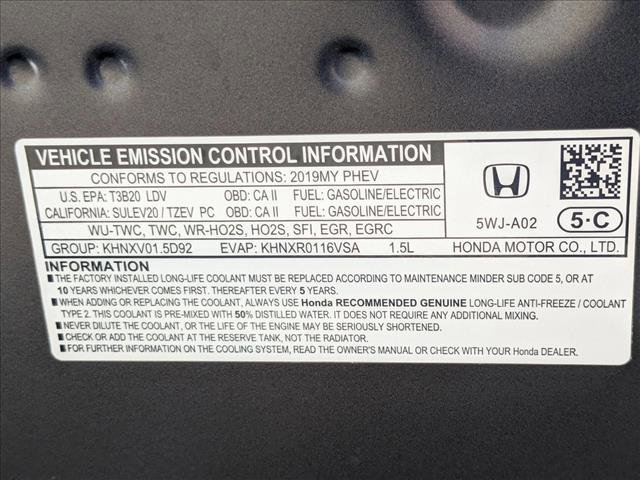 VEHICLE EMISSION CONTROL INFORMATION
CONFORMS TO REGULATIONS: 2019MY PHEV
U.S. EPA: T3B20 LDV OBD: CA II FUEL: GASOLINE/ELECTRIC
CALIFORNIA: SULEV20 / TZEV PC OBD: CA II FUEL: GASOLINE/ELECTRIC
WU-TWC, TWC, WR-HO2S, HO2S, SFI, EGR, EGRC
GROUP: KHNXV01.5D92 EVAP: KHNXR0116VSA 1.5L
5WJ-A02 5·C
HONDA MOTOR CO., LTD.
INFORMATION
■ THE FACTORY INSTALLED LONG-LIFE COOLANT MUST BE REPLACED ACCORDING TO MAINTENANCE MINDER SUB CODE 5, OR AT
10 YEARS WHICHEVER COMES FIRST. THEREAFTER EVERY 5 YEARS.
■ WHEN ADDING OR REPLACING THE COOLANT, ALWAYS USE Honda RECOMMENDED GENUINE LONG-LIFE ANTI-FREEZE / COOLANT
TYPE 2. THIS COOLANT IS PRE-MIXED WITH 50% DISTILLED WATER. IT DOES NOT REQUIRE ANY ADDITIONAL MIXING.
■ NEVER DILUTE THE COOLANT, OR THE LIFE OF THE ENGINE MAY BE SERIOUSLY SHORTENED.
■ CHECK OR ADD THE COOLANT AT THE RESERVE TANK, NOT THE RADIATOR.
■ FOR FURTHER INFORMATION ON THE COOLING SYSTEM, READ THE OWNER'S MANUAL OR CHECK WITH YOUR Honda DEALER.